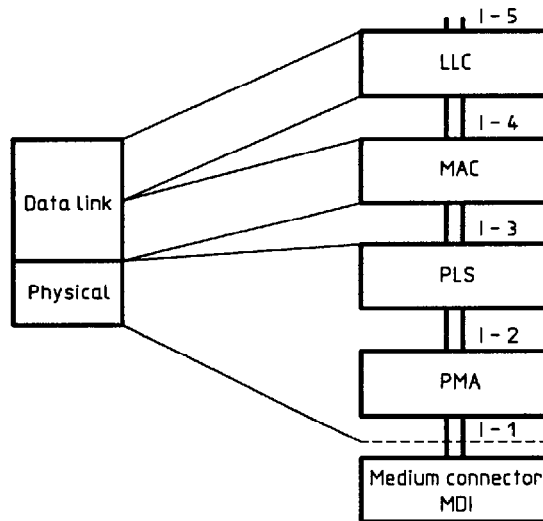 I-5
LLC
I-4
Data link
MAC
I-3
Physical
PLS
I-2
PMA
I-1
Medium connector
MDI